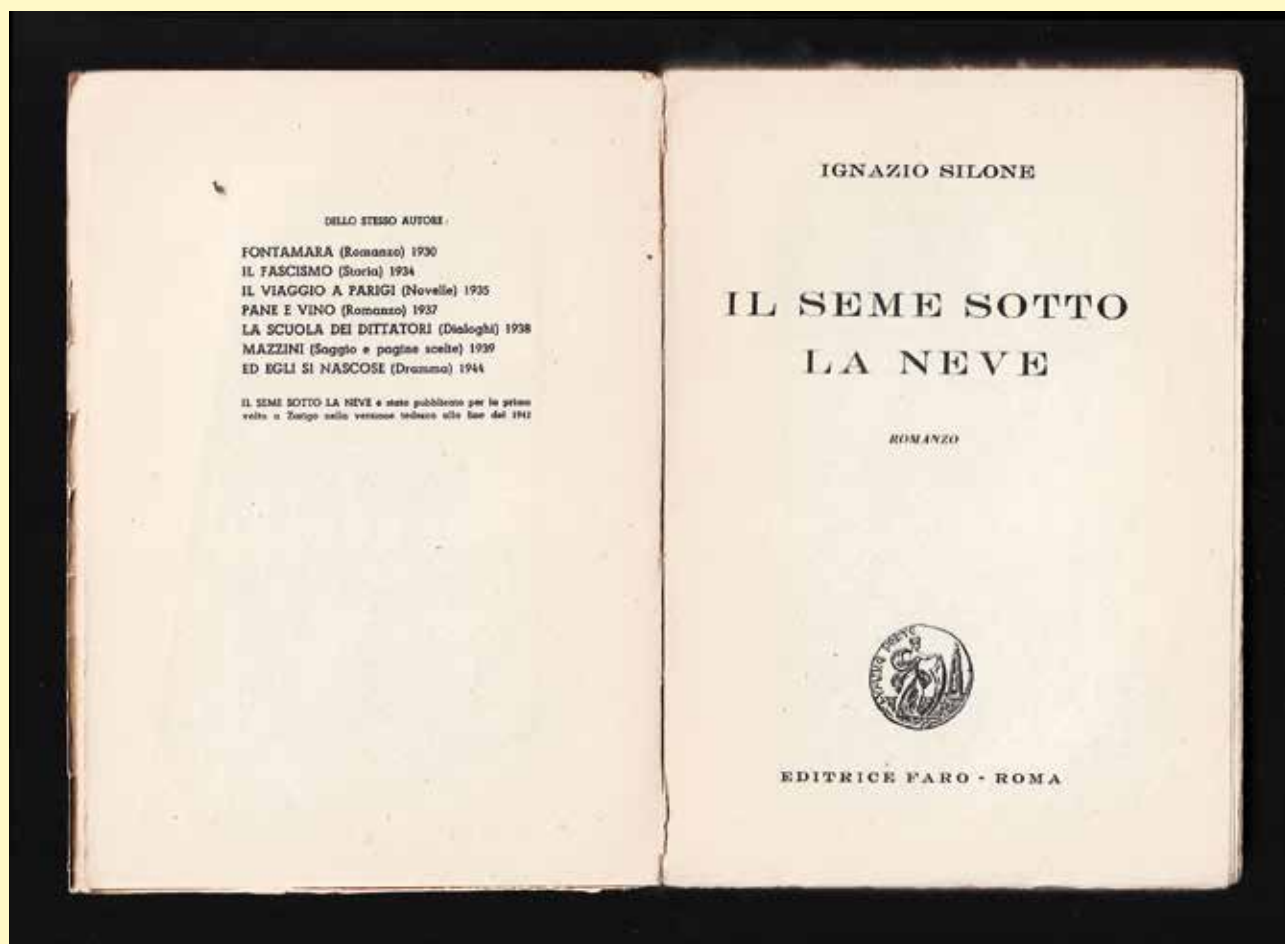 DELLO STESSO AUTORE:
FONTAMARA (Romanzo) 1930
IL FASCISMO (Storia) 1934
IL VIAGGIO A PARIGI (Novelle) 1935
PANE E VINO (Romanzo) 1937
LA SCUOLA DEI DITTATORI (Dialoghi) 1938
MAZZINI (Saggio e pagine scelte) 1939
ED EGLI SI NASCOSE (Dramma) 1944
IL SEME SOTTO LA NEVE è stato pubblicato per la prima
volta a Zurigo nella versione tedesca alla fine del
IGNAZIO SILONE
IL SEME SOTTO
LA NEVE
ROMANZO
EDITRICE FARO - ROMA